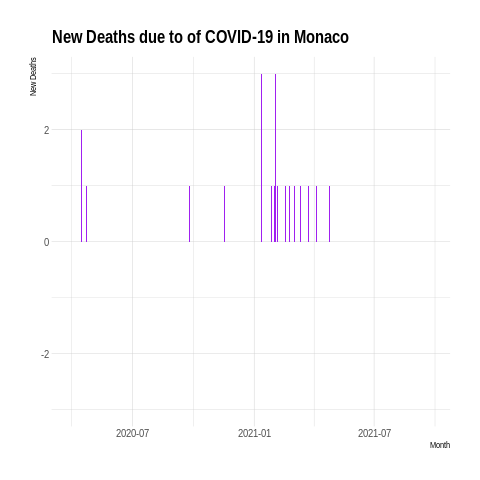 New Deaths due to of COVID-19 in Monaco
New Deaths
2
0
-2
2020-07
2021-01
2021-07
Month